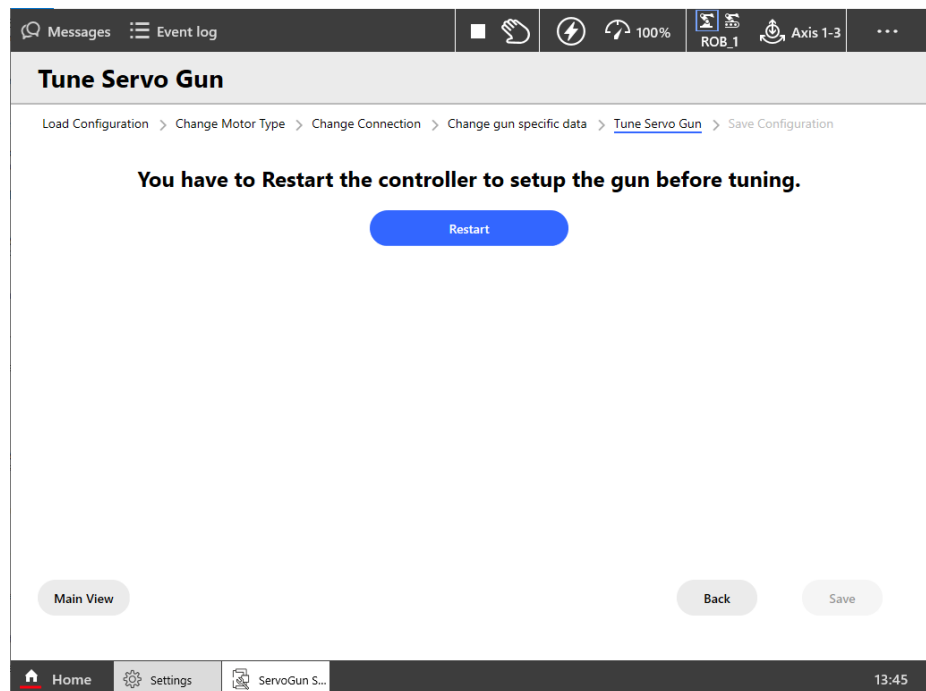 Messages Event log 100% ROB_1 Axis 1-3 ...
Tune Servo Gun
Load Configuration > Change Motor Type > Change Connection > Change gun specific data > Tune Servo Gun > Save Configuration
You have to Restart the controller to setup the gun before tuning.
Restart
Main View Back Save
Home Settings ServoGun S... 13:45